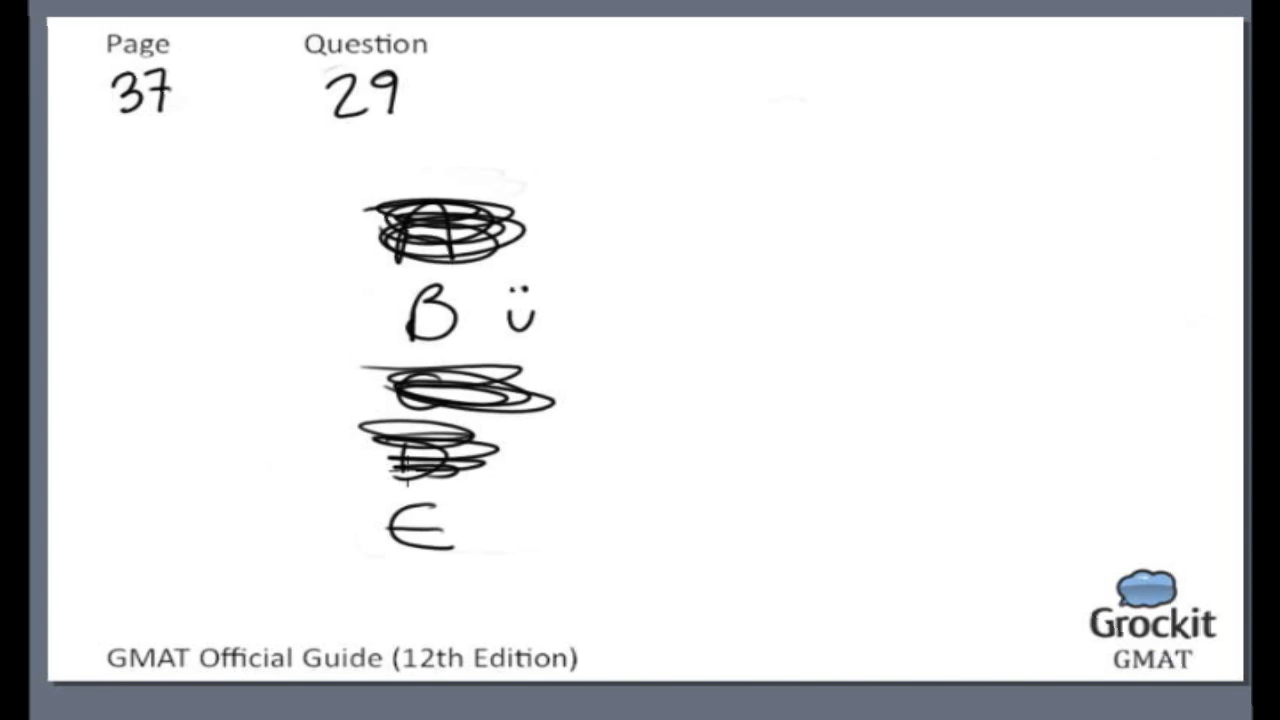 Page Question
37 29
A
B ü
C
D
E
GMAT Official Guide (12th Edition)
Grockit
GMAT